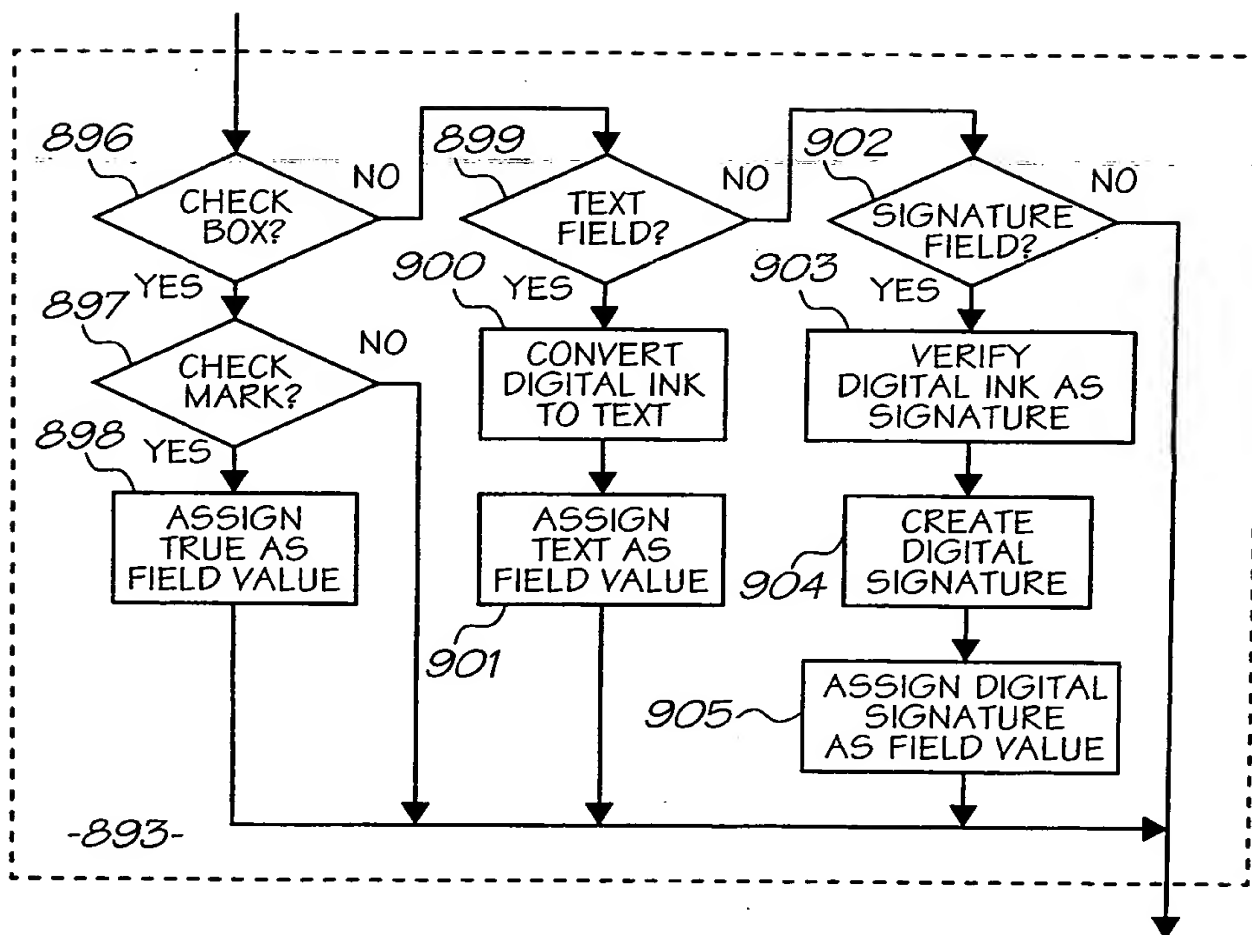 896
CHECK
BOX?
NO
YES
897
CHECK
MARK?
NO
YES
898
ASSIGN
TRUE AS
FIELD VALUE
899
TEXT
FIELD?
NO
YES
900
CONVERT
DIGITAL INK
TO TEXT
ASSIGN
TEXT AS
FIELD VALUE
901
902
SIGNATURE
FIELD?
NO
YES
903
VERIFY
DIGITAL INK AS
SIGNATURE
CREATE
DIGITAL
SIGNATURE
904
905
ASSIGN DIGITAL
SIGNATURE
AS FIELD VALUE
-893-